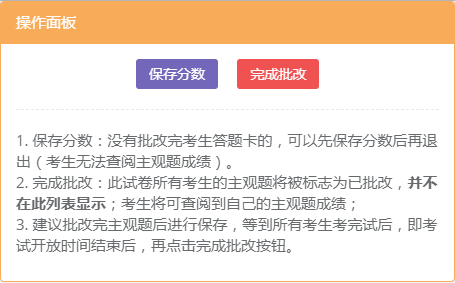 操作面板
保存分数 完成批改
1. 保存分数：没有批改完考生答题卡的，可以先保存分数后再退
出（考生无法查阅主观题成绩）。
2. 完成批改：此试卷所有考生的主观题将被标志为已批改，并不
在此列表显示；考生将可查阅到自己的主观题成绩；
3. 建议批改完主观题后进行保存，等到所有考生考完试后，即考
试开放时间结束后，再点击完成批改按钮。